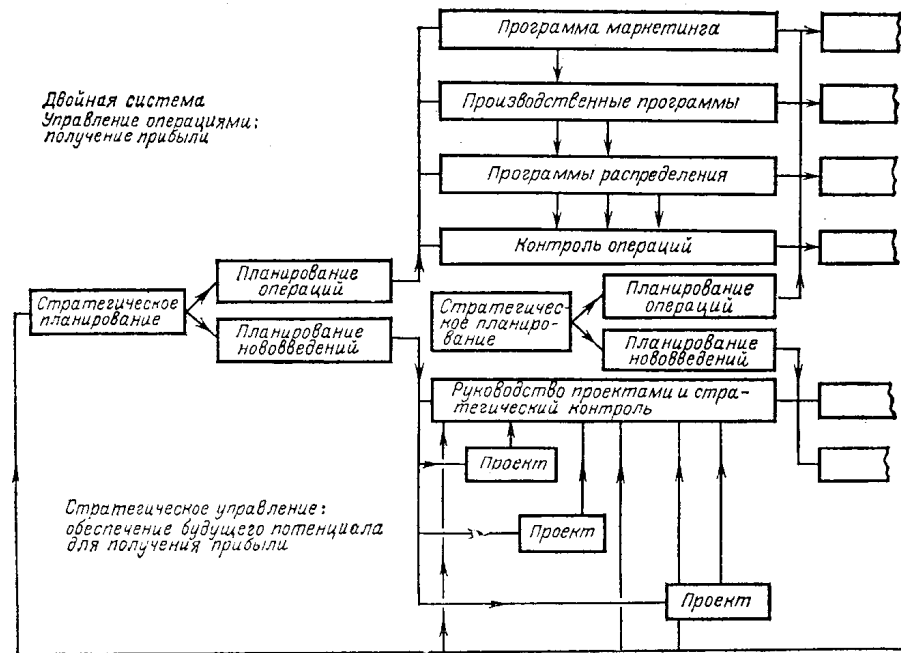 Программа маркетинга
Двойная система
Управление операциями:
получение прибыли
Производственные программы
Программы распределения
Контроль операций
Стратегическое
планирование
Планирование
операций
Планирование
нововведений
Стратегичес-
кое планиро-
вание
Планирование
операций
Планирование
нововведений
Руководство проектами и стра-
тегический контроль
Проект
Стратегическое управление:
обеспечение будущего потенциала
для получения прибыли
Проект
Проект